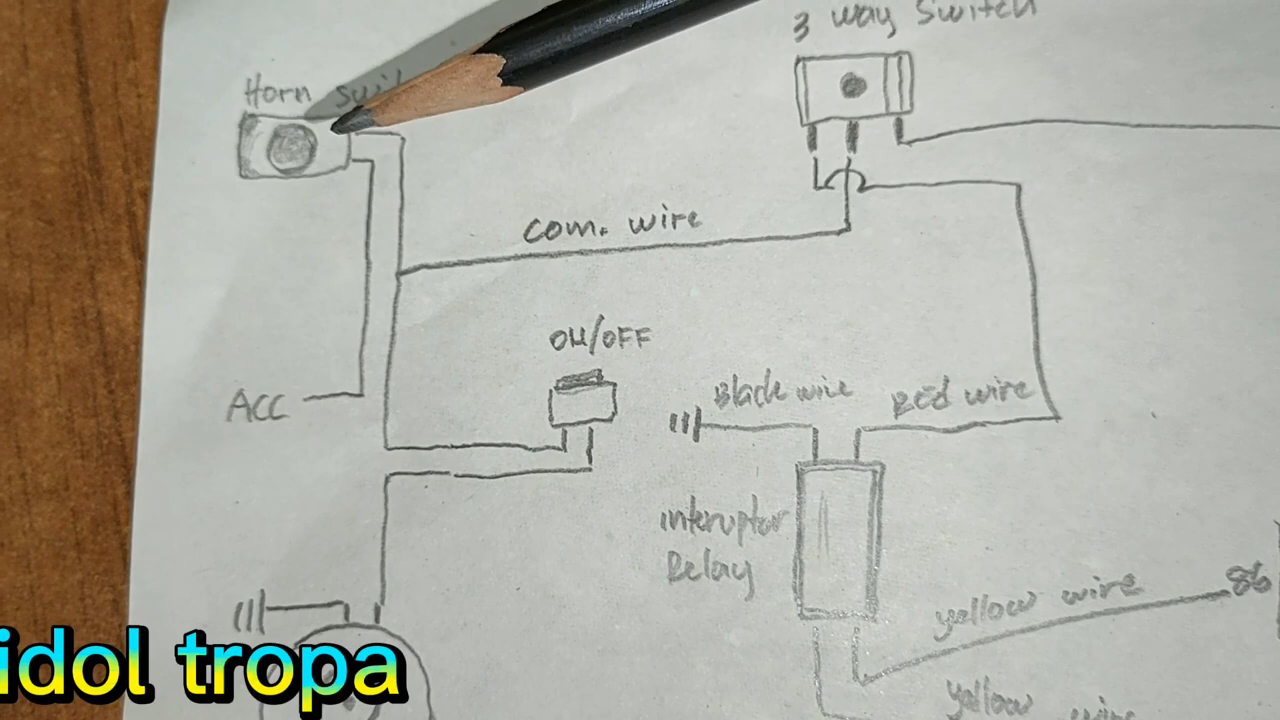 3 way switch
Horn
com. wire
ON/OFF
Black wire
Red wire
ACC
interuptor
Relay
yellow wire
86
yellow wire
idol tropa